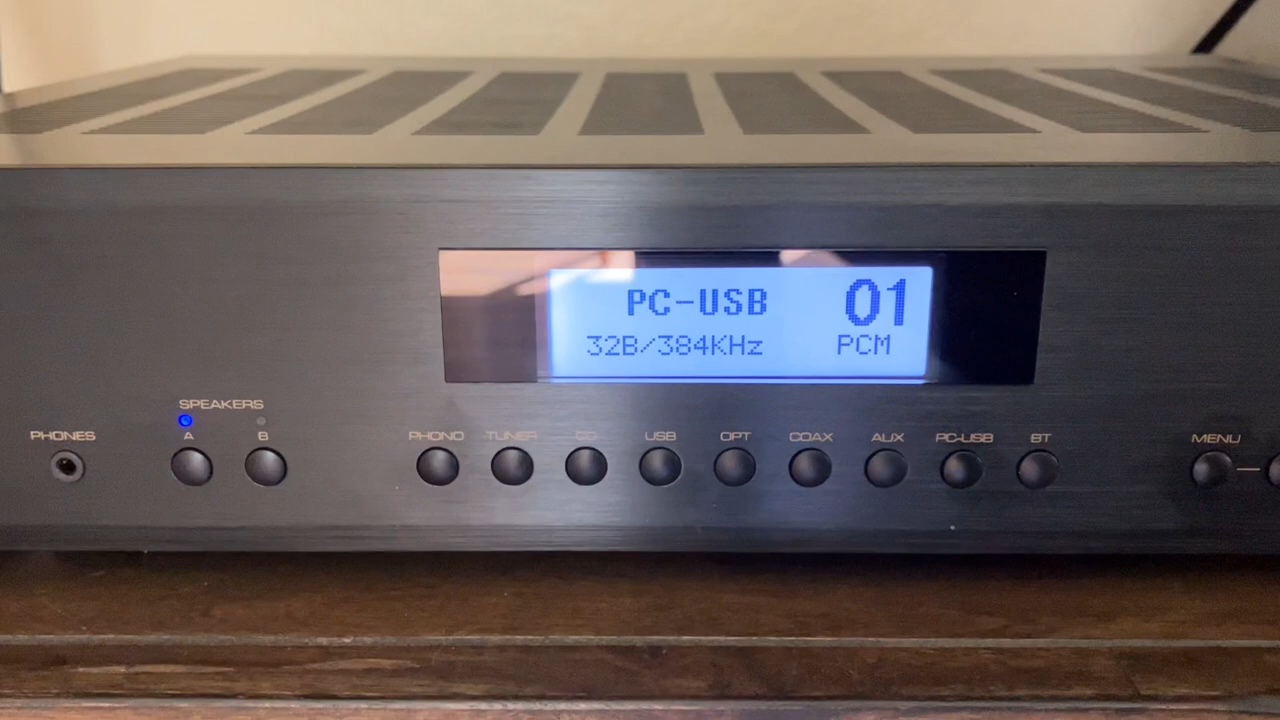 PC-USB 01
32B/384KHz PCM
SPEAKERS
A B
PHONES
PHONO TUNER CD USB OPT COAX AUX PC-USB BT
MENU